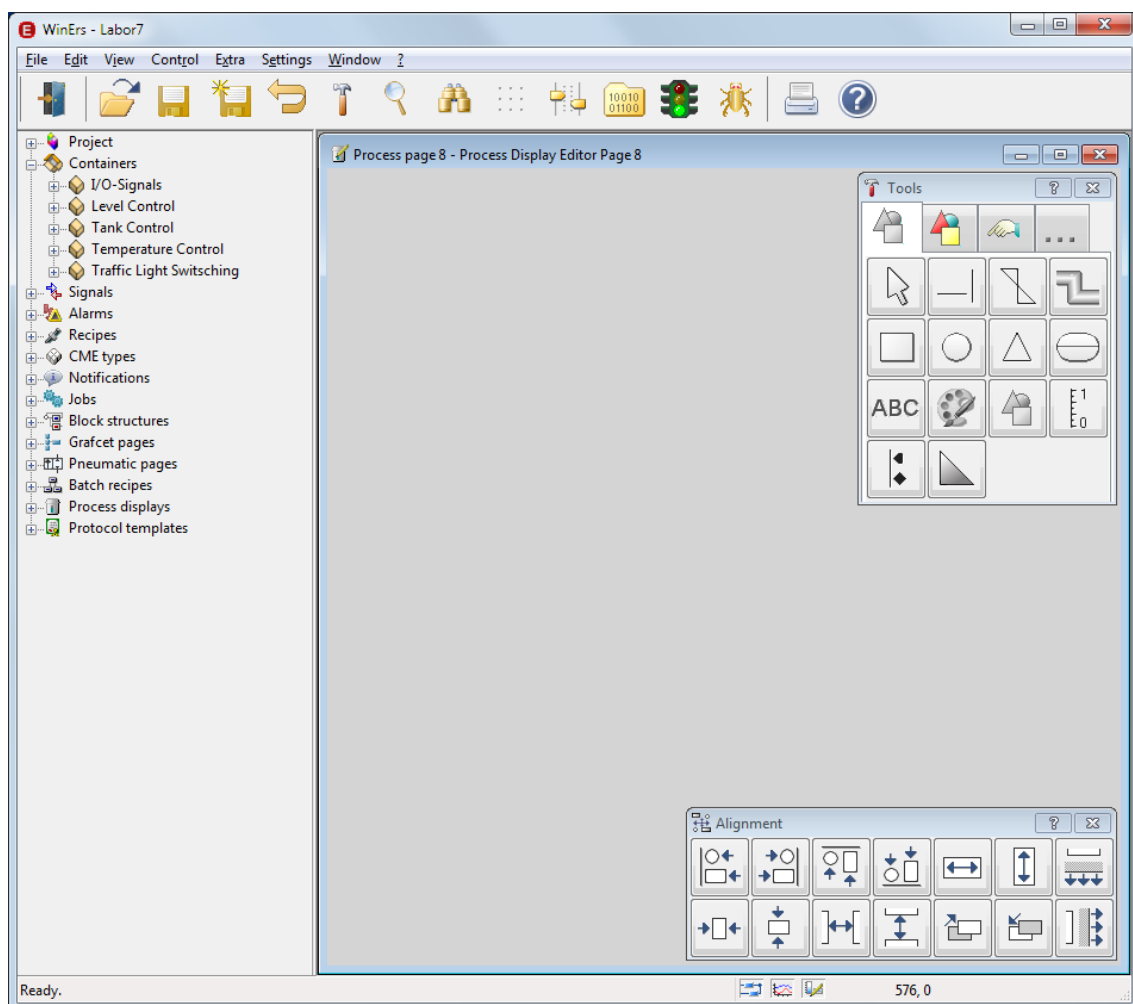 WinErs - Labor7
File Edit View Control Extra Settings Window ?
10010
01100
?
Project
Containers
I/O-Signals
Level Control
Tank Control
Temperature Control
Traffic Light Switsching
Signals
Alarms
Recipes
CME types
Notifications
Jobs
Block structures
Grafcet pages
Pneumatic pages
Batch recipes
Process displays
Protocol templates
Process page 8 - Process Display Editor Page 8
Tools ?
...
ABC
1
0
Alignment ?
Ready.
576, 0